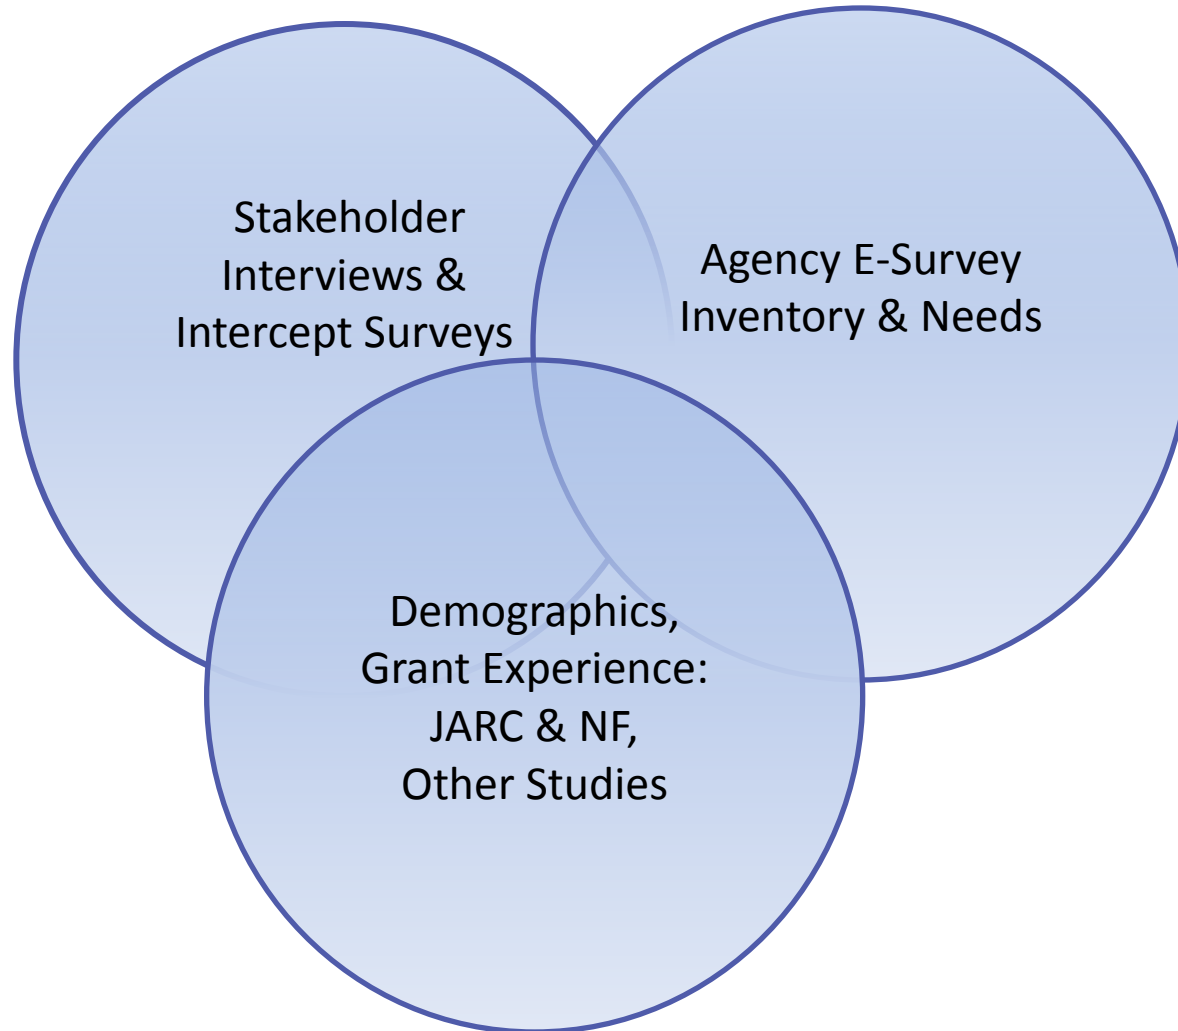 Stakeholder
Interviews &
Intercept Surveys
Agency E-Survey
Inventory & Needs
Demographics,
Grant Experience:
JARC & NF,
Other Studies